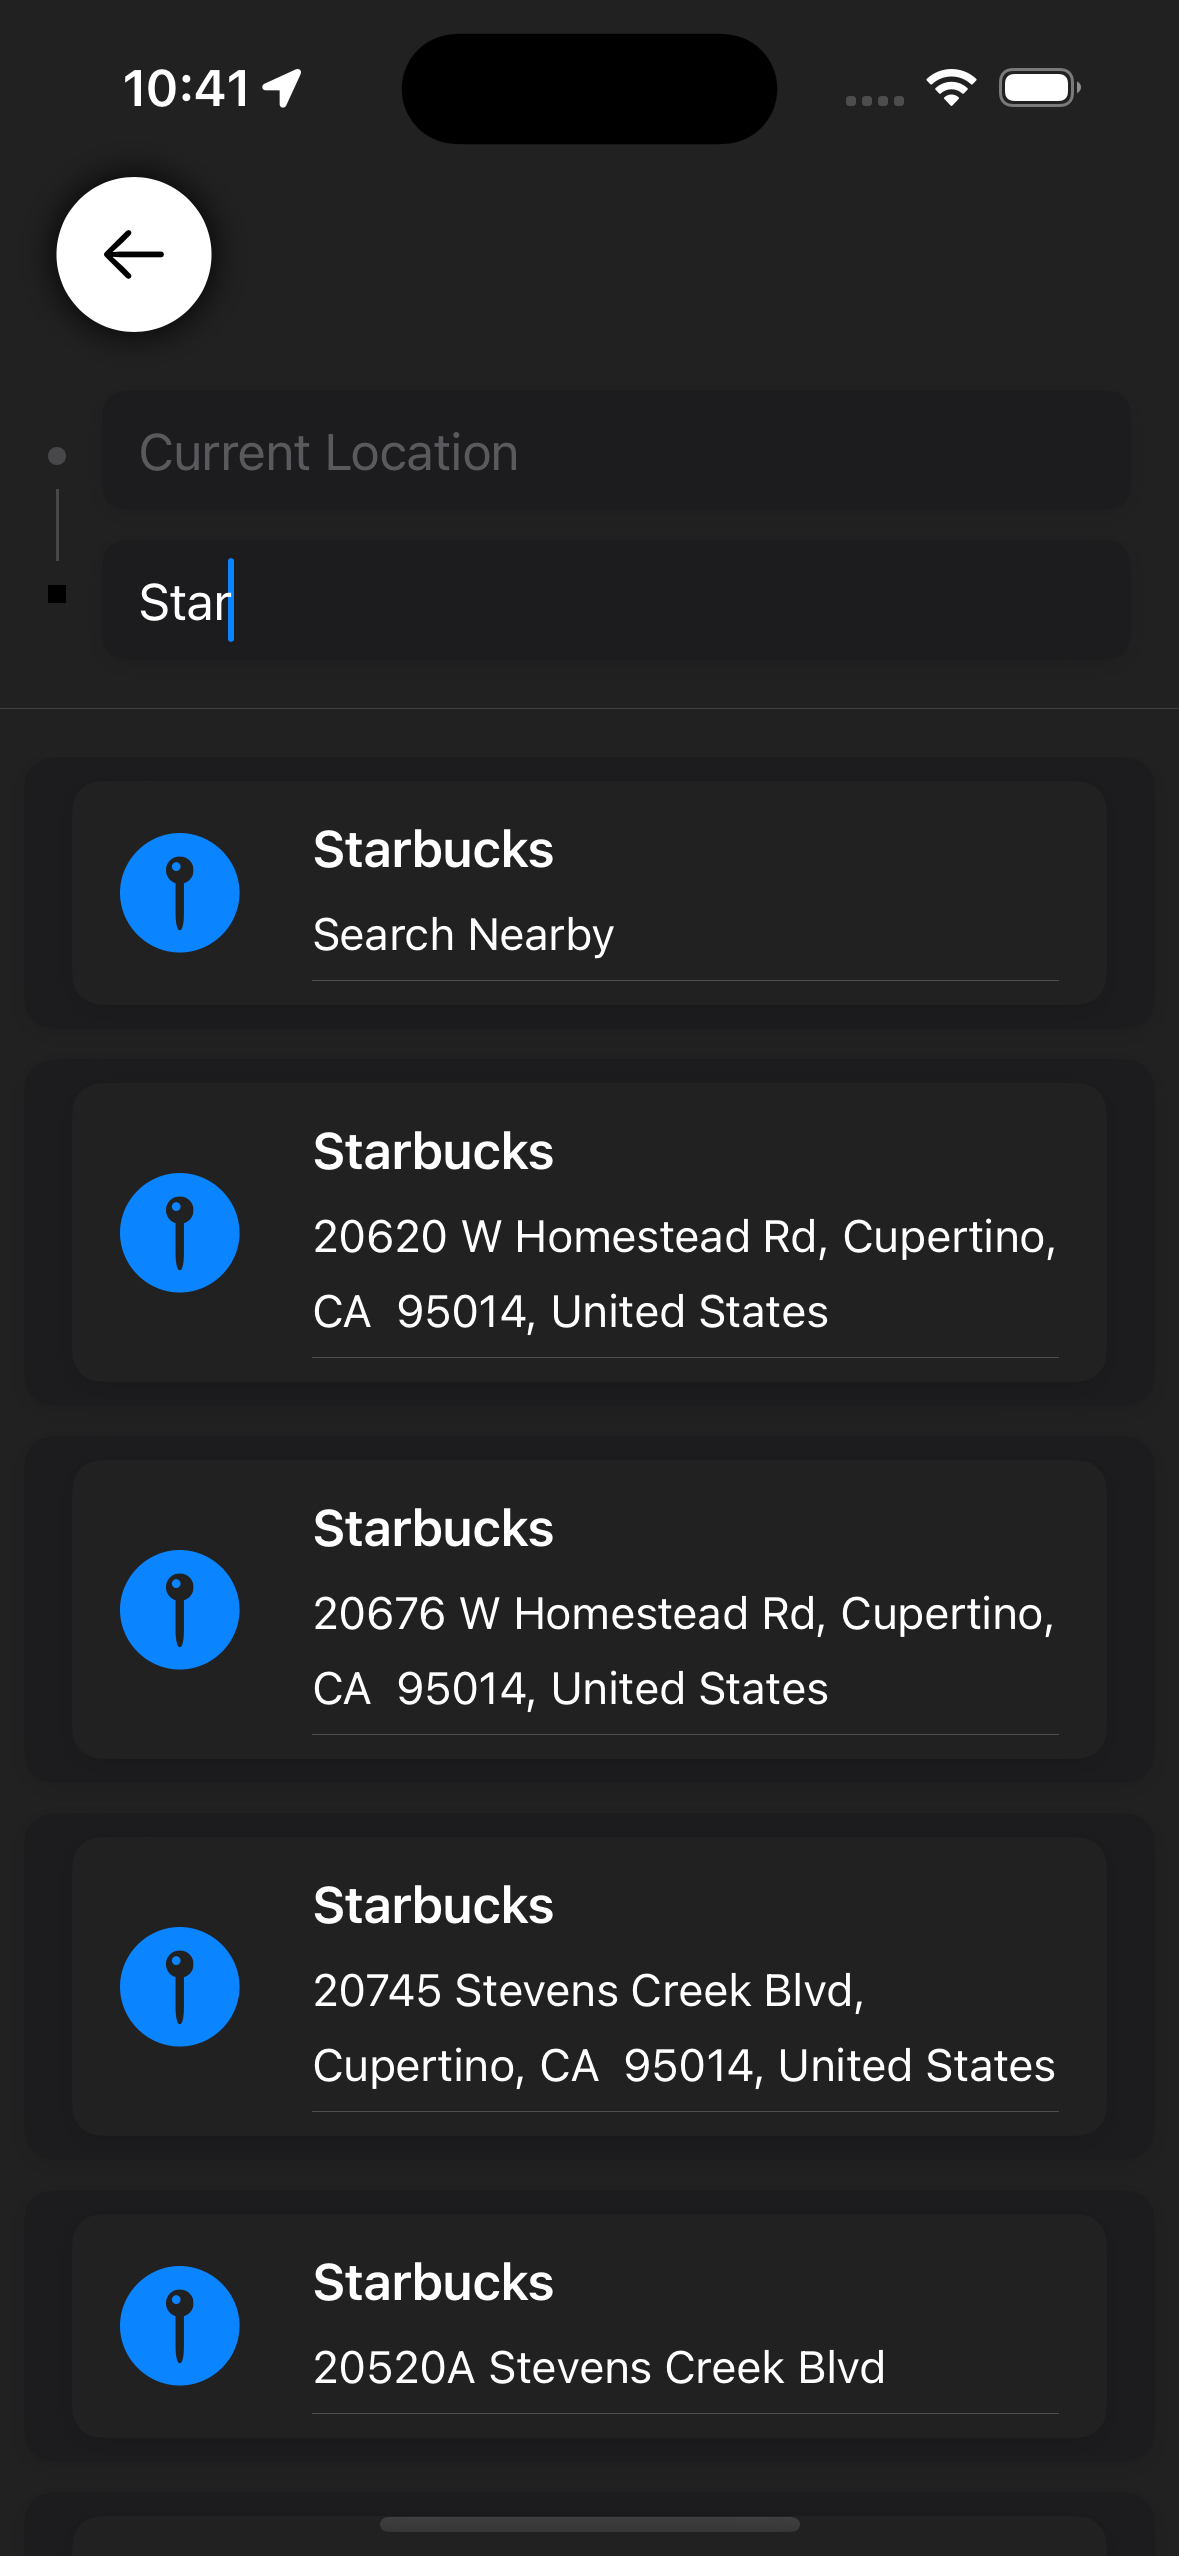 10:41
Current Location
Star
Starbucks
Search Nearby
Starbucks
20620 W Homestead Rd, Cupertino,
CA  95014, United States
Starbucks
20676 W Homestead Rd, Cupertino,
CA  95014, United States
Starbucks
20745 Stevens Creek Blvd,
Cupertino, CA  95014, United States
Starbucks
20520A Stevens Creek Blvd